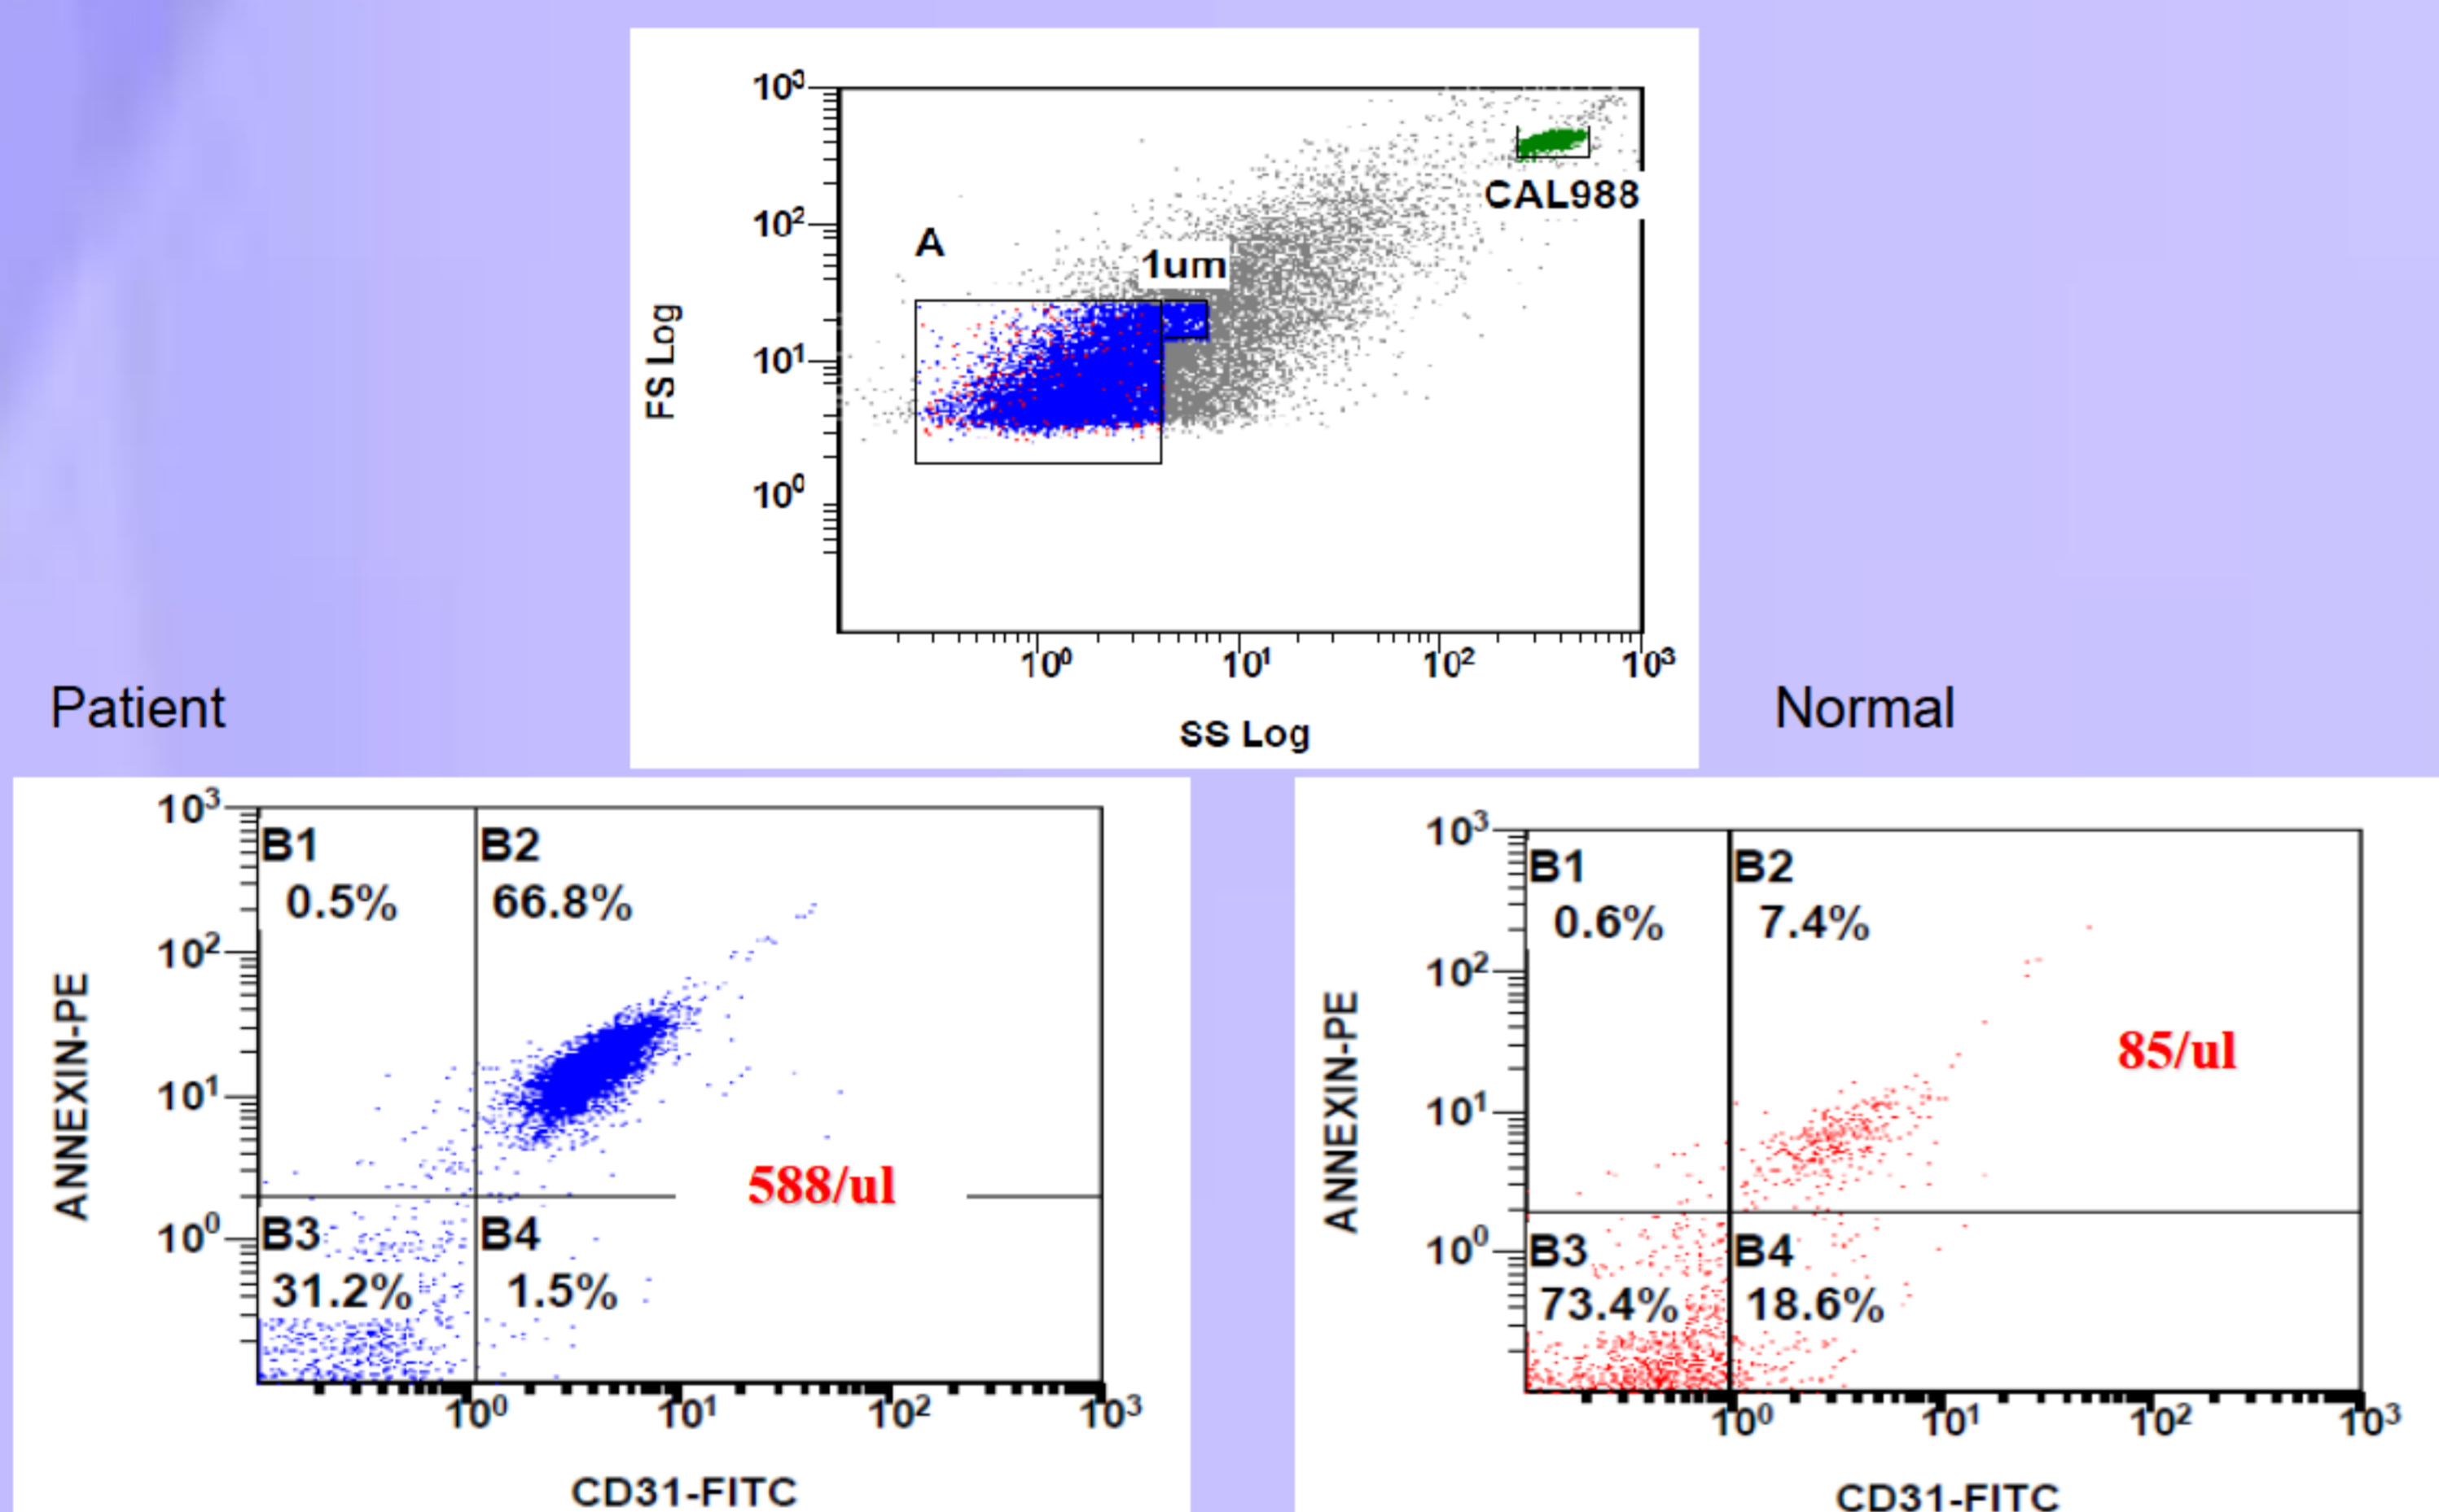 10³
10²
10¹
10⁰
FS Log
A
1um
CAL988
10⁰ 10¹ 10² 10³
SS Log
Patient
Normal
10³
10²
10¹
10⁰
ANNEXIN-PE
B1
0.5%
B2
66.8%
588/ul
B3
31.2%
B4
1.5%
10⁰ 10¹ 10² 10³
CD31-FITC
10³
10²
10¹
10⁰
ANNEXIN-PE
B1
0.6%
B2
7.4%
85/ul
B3
73.4%
B4
18.6%
10⁰ 10¹ 10² 10³
CD31-FITC